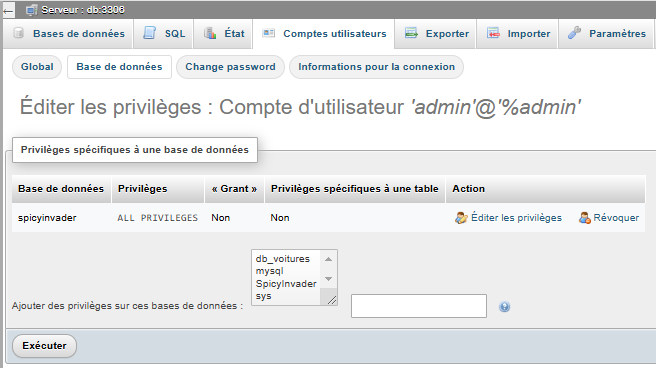 Serveur : db:3306
Bases de données SQL État Comptes utilisateurs Exporter Importer Paramètres
Global Base de données Change password Informations pour la connexion
Éditer les privilèges : Compte d'utilisateur 'admin'@'%admin'
Privilèges spécifiques à une base de données
Base de données Privilèges « Grant » Privilèges spécifiques à une table Action
spicyinvader ALL PRIVILEGES Non Non Éditer les privilèges Révoquer
db_voitures
mysql
SpicyInvader
sys
Ajouter des privilèges sur ces bases de données :
Exécuter